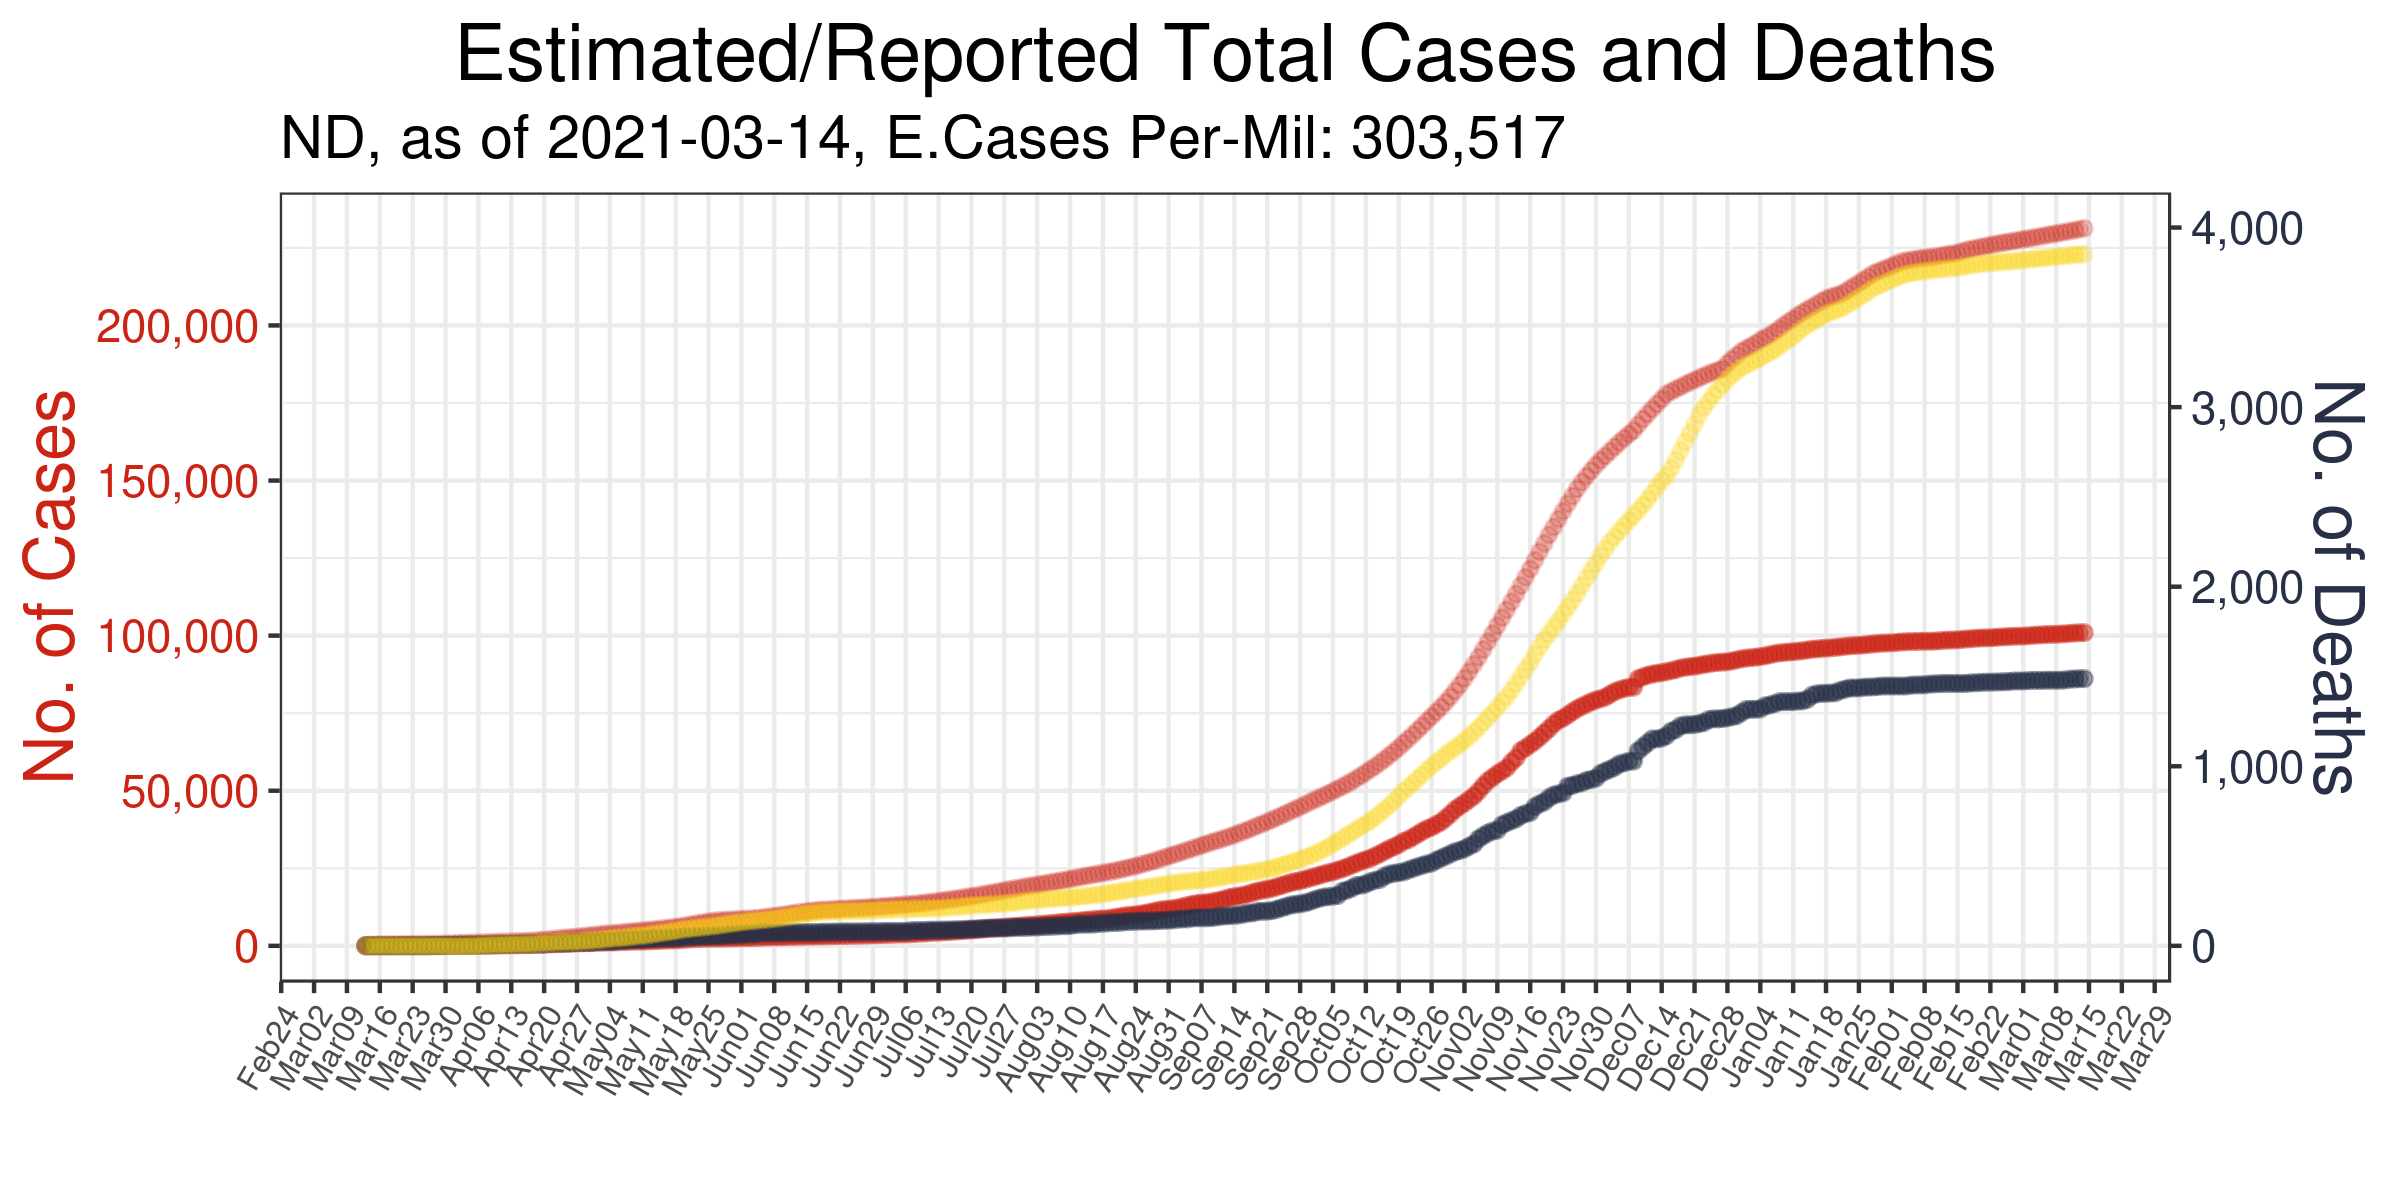 Estimated/Reported Total Cases and Deaths
ND, as of 2021-03-14, E.Cases Per-Mil: 303,517
No. of Cases
200,000
150,000
100,000
50,000
0
4,000
3,000
2,000
1,000
0
No. of Deaths
Feb24
Mar02
Mar09
Mar16
Mar23
Mar30
Apr06
Apr13
Apr20
Apr27
May04
May11
May18
May25
Jun01
Jun08
Jun15
Jun22
Jun29
Jul06
Jul13
Jul20
Jul27
Aug03
Aug10
Aug17
Aug24
Aug31
Sep07
Sep14
Sep21
Sep28
Oct05
Oct12
Oct19
Oct26
Nov02
Nov09
Nov16
Nov23
Nov30
Dec07
Dec14
Dec21
Dec28
Jan04
Jan11
Jan18
Jan25
Feb01
Feb08
Feb15
Feb22
Mar01
Mar08
Mar15
Mar22
Mar29